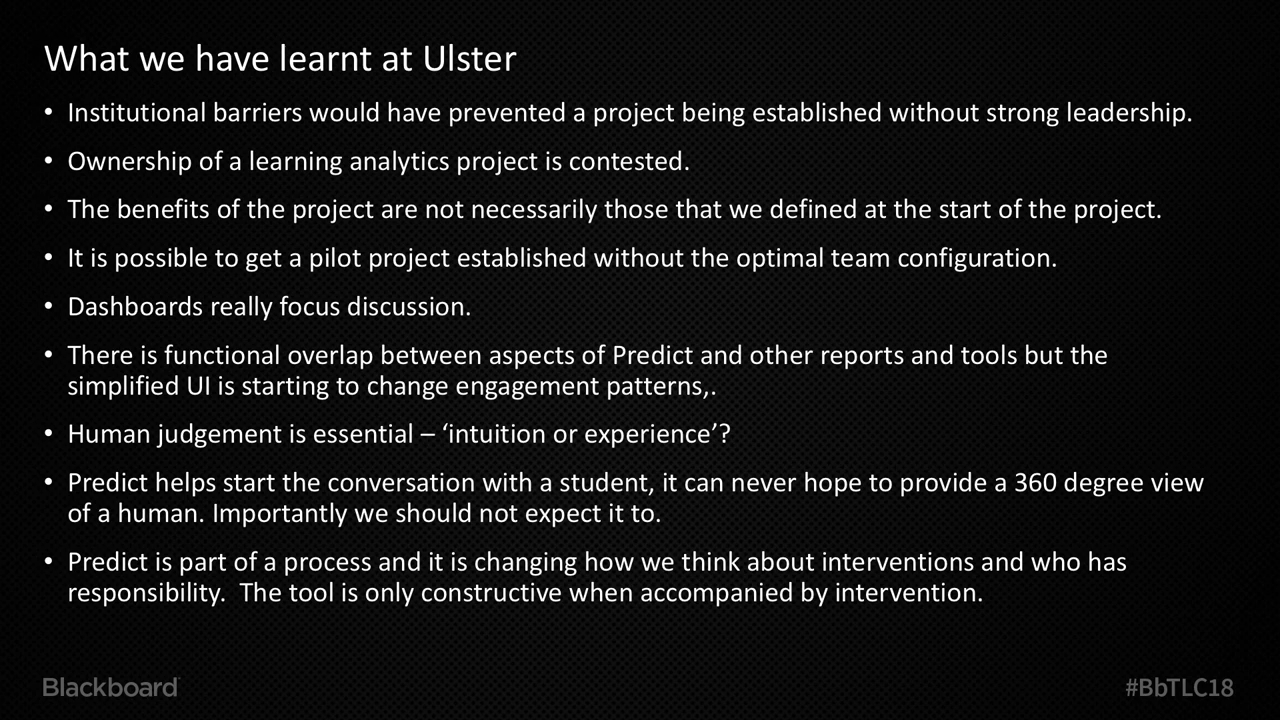 What we have learnt at Ulster
• Institutional barriers would have prevented a project being established without strong leadership.
• Ownership of a learning analytics project is contested.
• The benefits of the project are not necessarily those that we defined at the start of the project.
• It is possible to get a pilot project established without the optimal team configuration.
• Dashboards really focus discussion.
• There is functional overlap between aspects of Predict and other reports and tools but the
simplified UI is starting to change engagement patterns,.
• Human judgement is essential – ‘intuition or experience’?
• Predict helps start the conversation with a student, it can never hope to provide a 360 degree view
of a human. Importantly we should not expect it to.
• Predict is part of a process and it is changing how we think about interventions and who has
responsibility.  The tool is only constructive when accompanied by intervention.
Blackboard
#BbTLC18